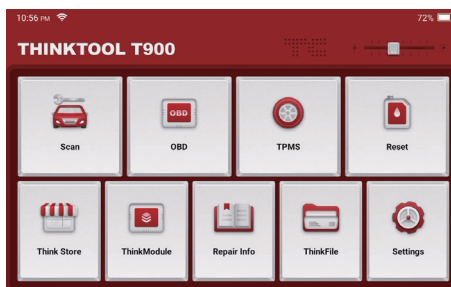 10:56 PM 72%
THINKTOOL T900
Scan OBD TPMS Reset
OBD
Think Store ThinkModule Repair Info ThinkFile Settings